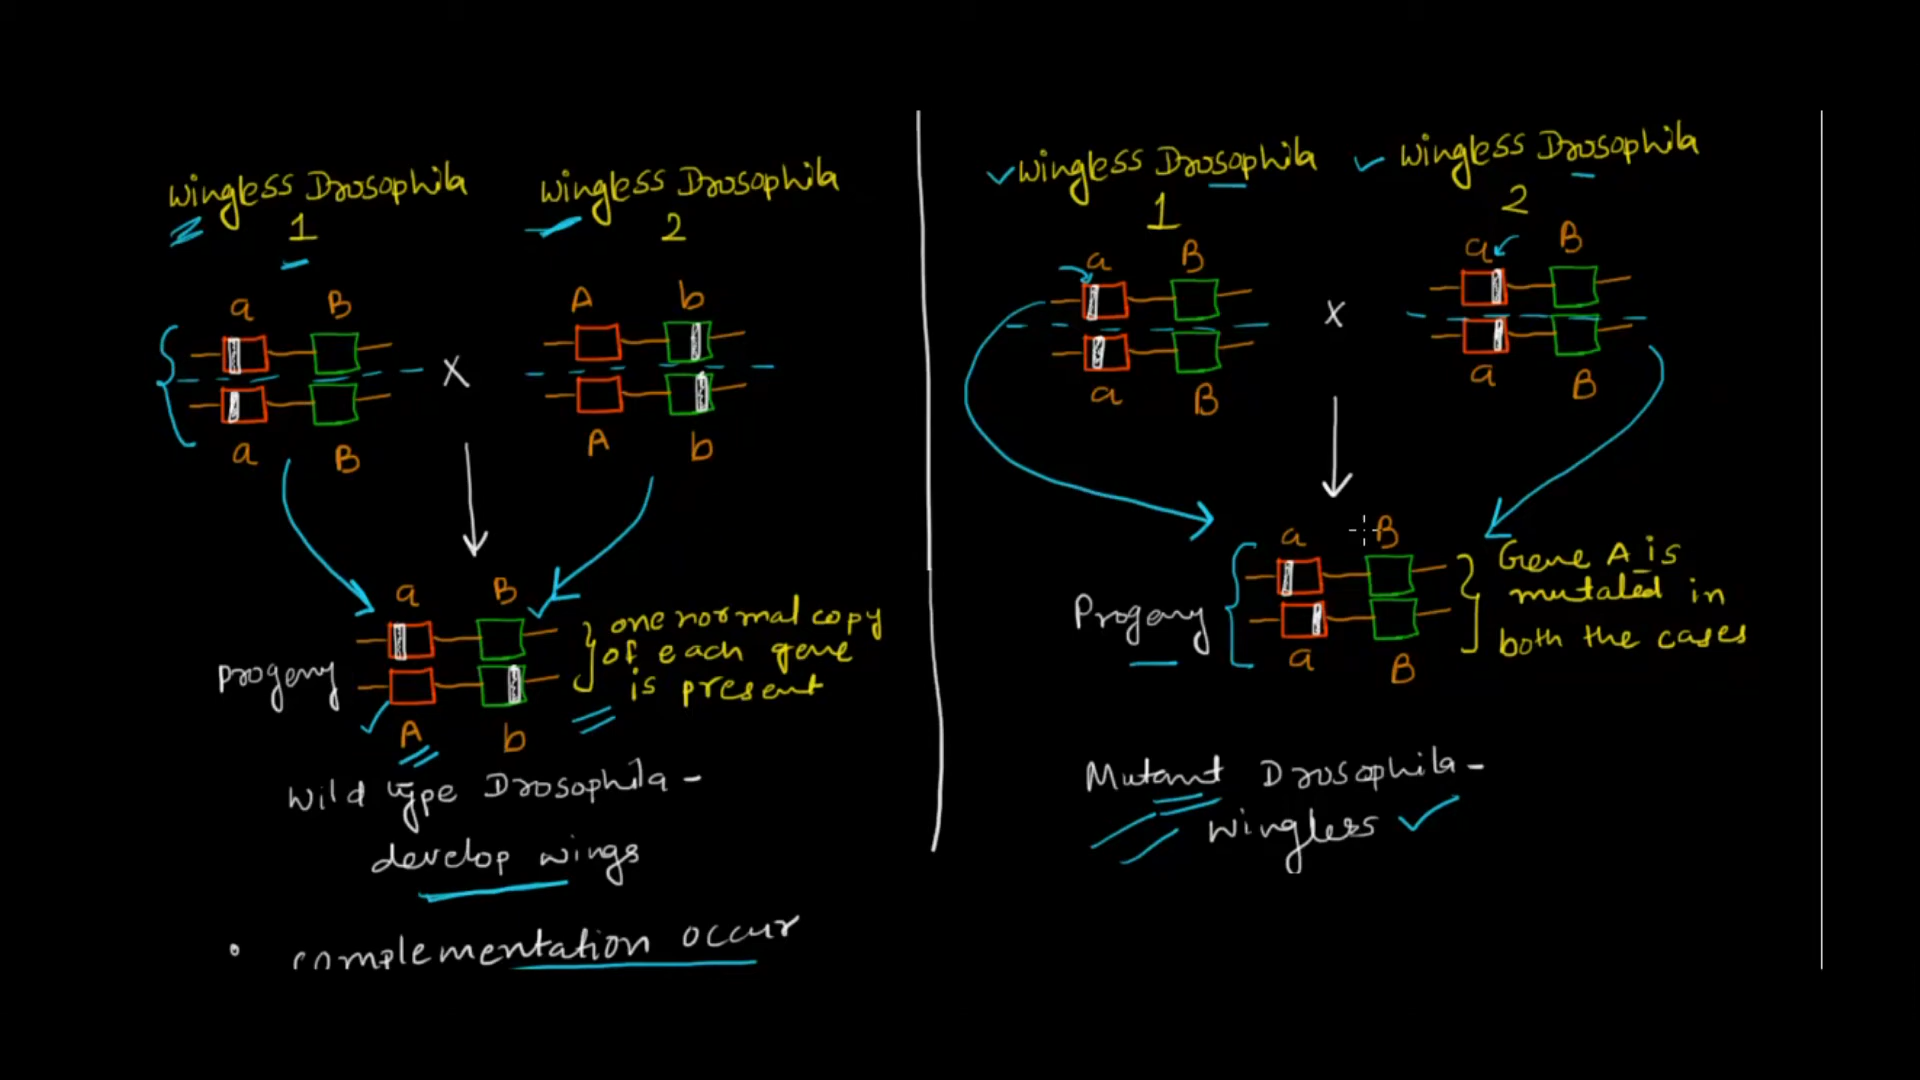 Wingless Drosophila
1
Wingless Drosophila
2
a B
A b
X
a B
A b
a B
Progeny
A b
one normal copy
of each gene
is present
Wild type Drosophila -
develop wings
• complementation occur
Wingless Drosophila
1
Wingless Drosophila
2
a B
a B
X
a B
a B
a B
Progeny
a B
Gene A is
mutated in
both the cases
Mutant Drosophila -
Wingless